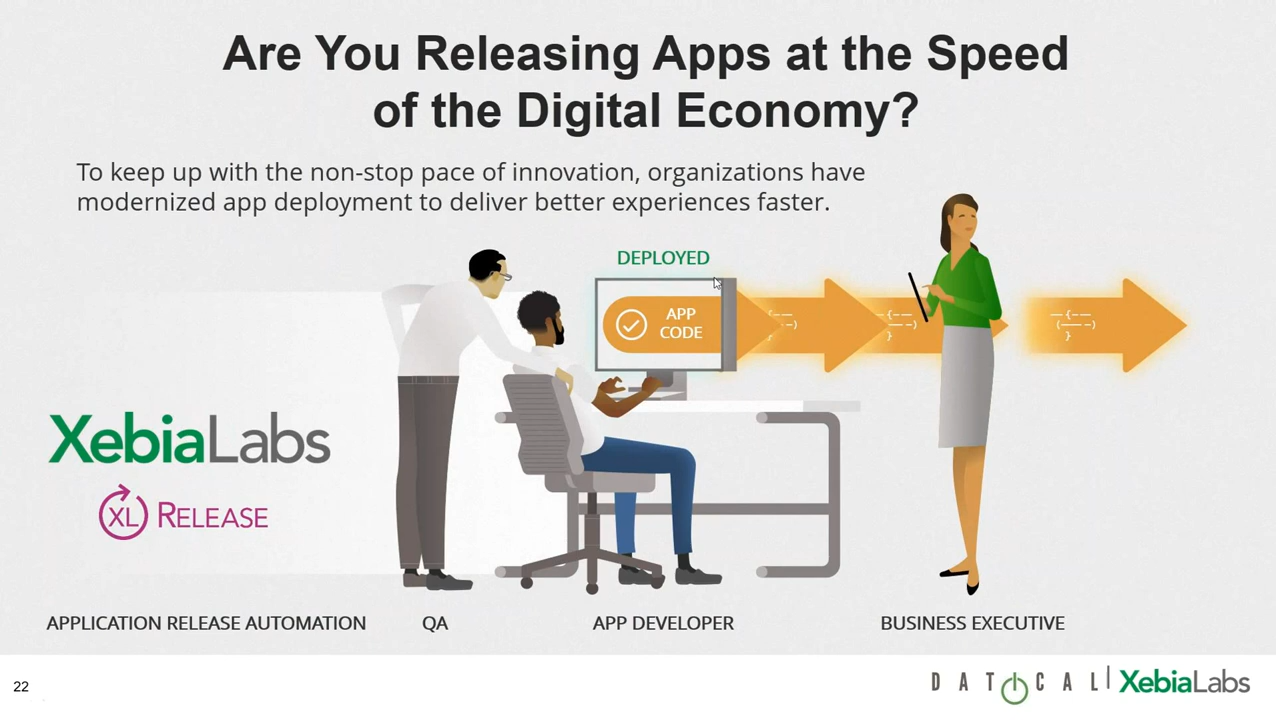 Are You Releasing Apps at the Speed
of the Digital Economy?
To keep up with the non-stop pace of innovation, organizations have
modernized app deployment to deliver better experiences faster.
DEPLOYED
APP
CODE
XebiaLabs
XL RELEASE
APPLICATION RELEASE AUTOMATION
QA
APP DEVELOPER
BUSINESS EXECUTIVE
22
DATICAL | XebiaLabs